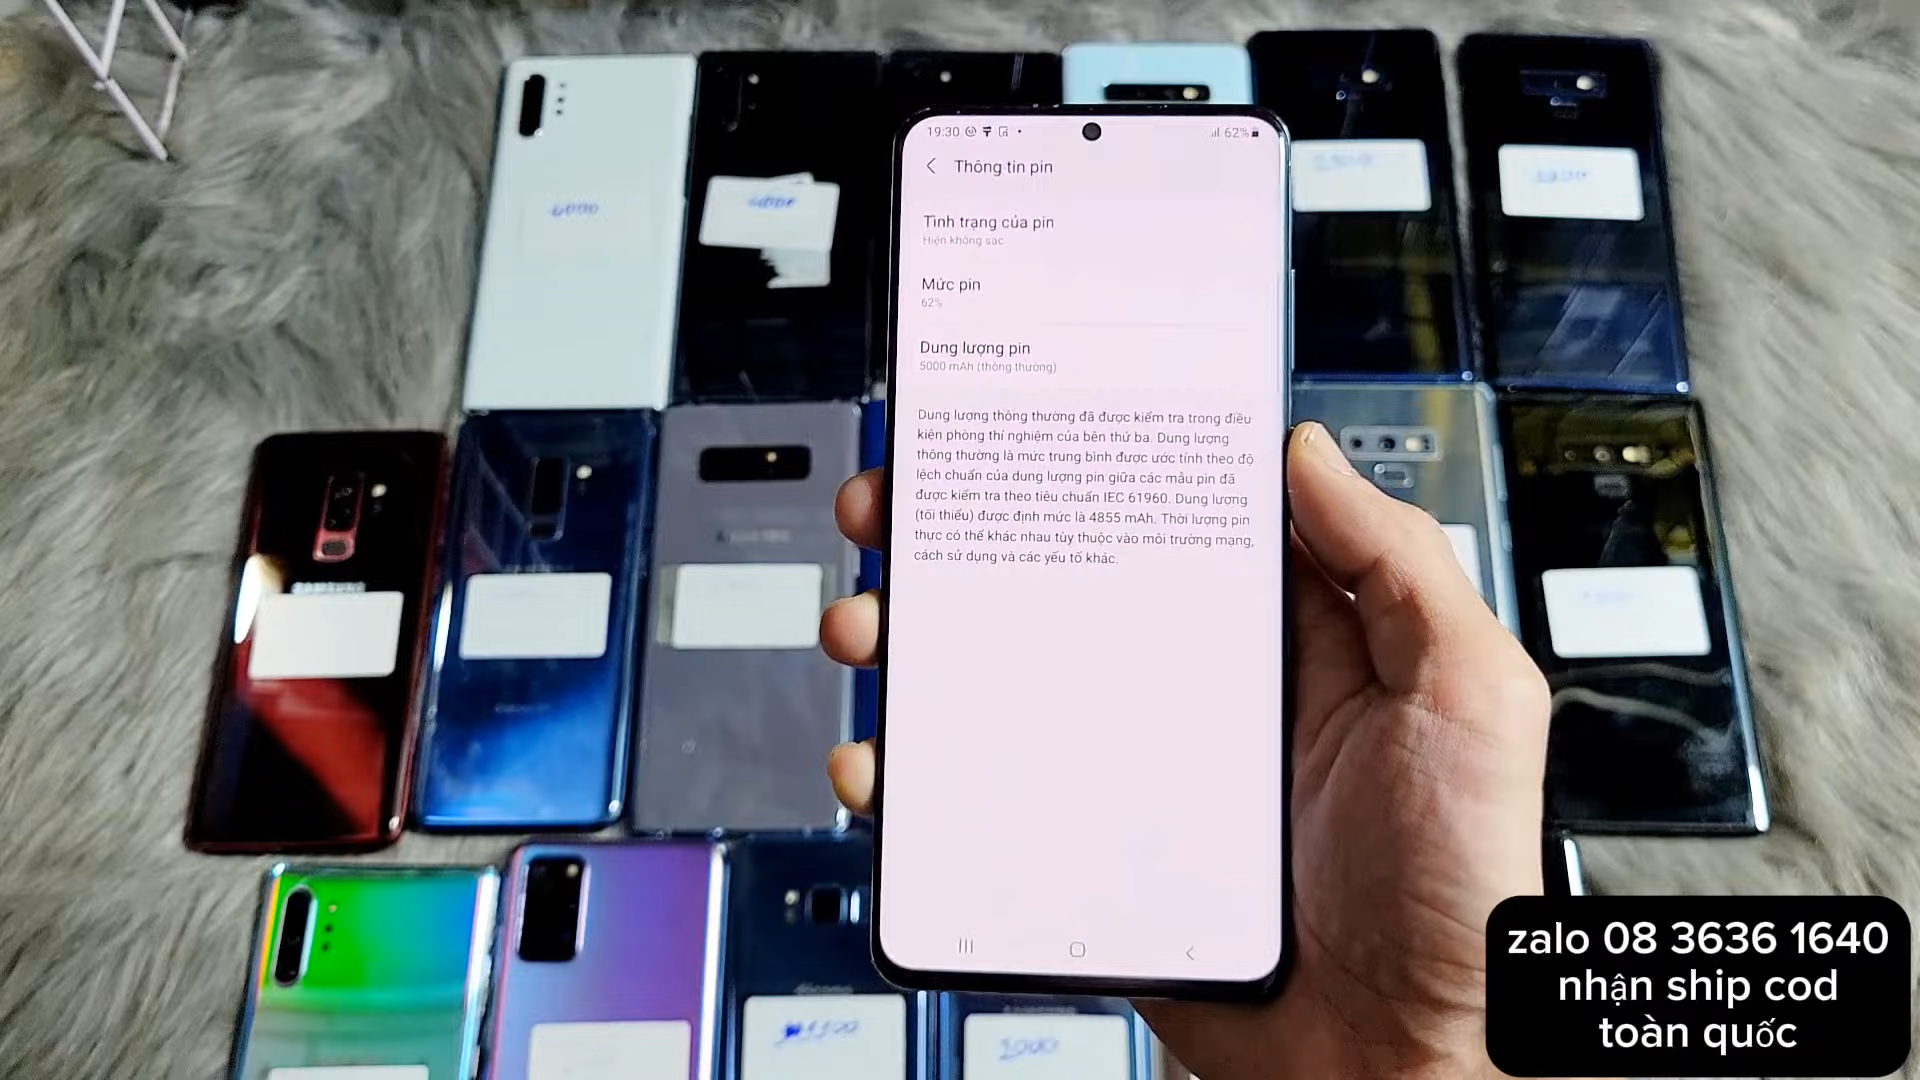 19:30
62%
Thông tin pin
Tình trạng của pin
Hiện không sạc
Mức pin
62%
Dung lượng pin
5000 mAh (thông thường)
Dung lượng thông thường đã được kiểm tra trong điều
kiện phòng thí nghiệm của bên thứ ba. Dung lượng
thông thường là mức trung bình được ước tính theo độ
lệch chuẩn của dung lượng pin giữa các mẫu pin đã
được kiểm tra theo tiêu chuẩn IEC 61960. Dung lượng
(tối thiểu) được định mức là 4855 mAh. Thời lượng pin
thực có thể khác nhau tùy thuộc vào môi trường mạng,
cách sử dụng và các yếu tố khác.
SAMSUNG
zalo 08 3636 1640
nhận ship cod
toàn quốc